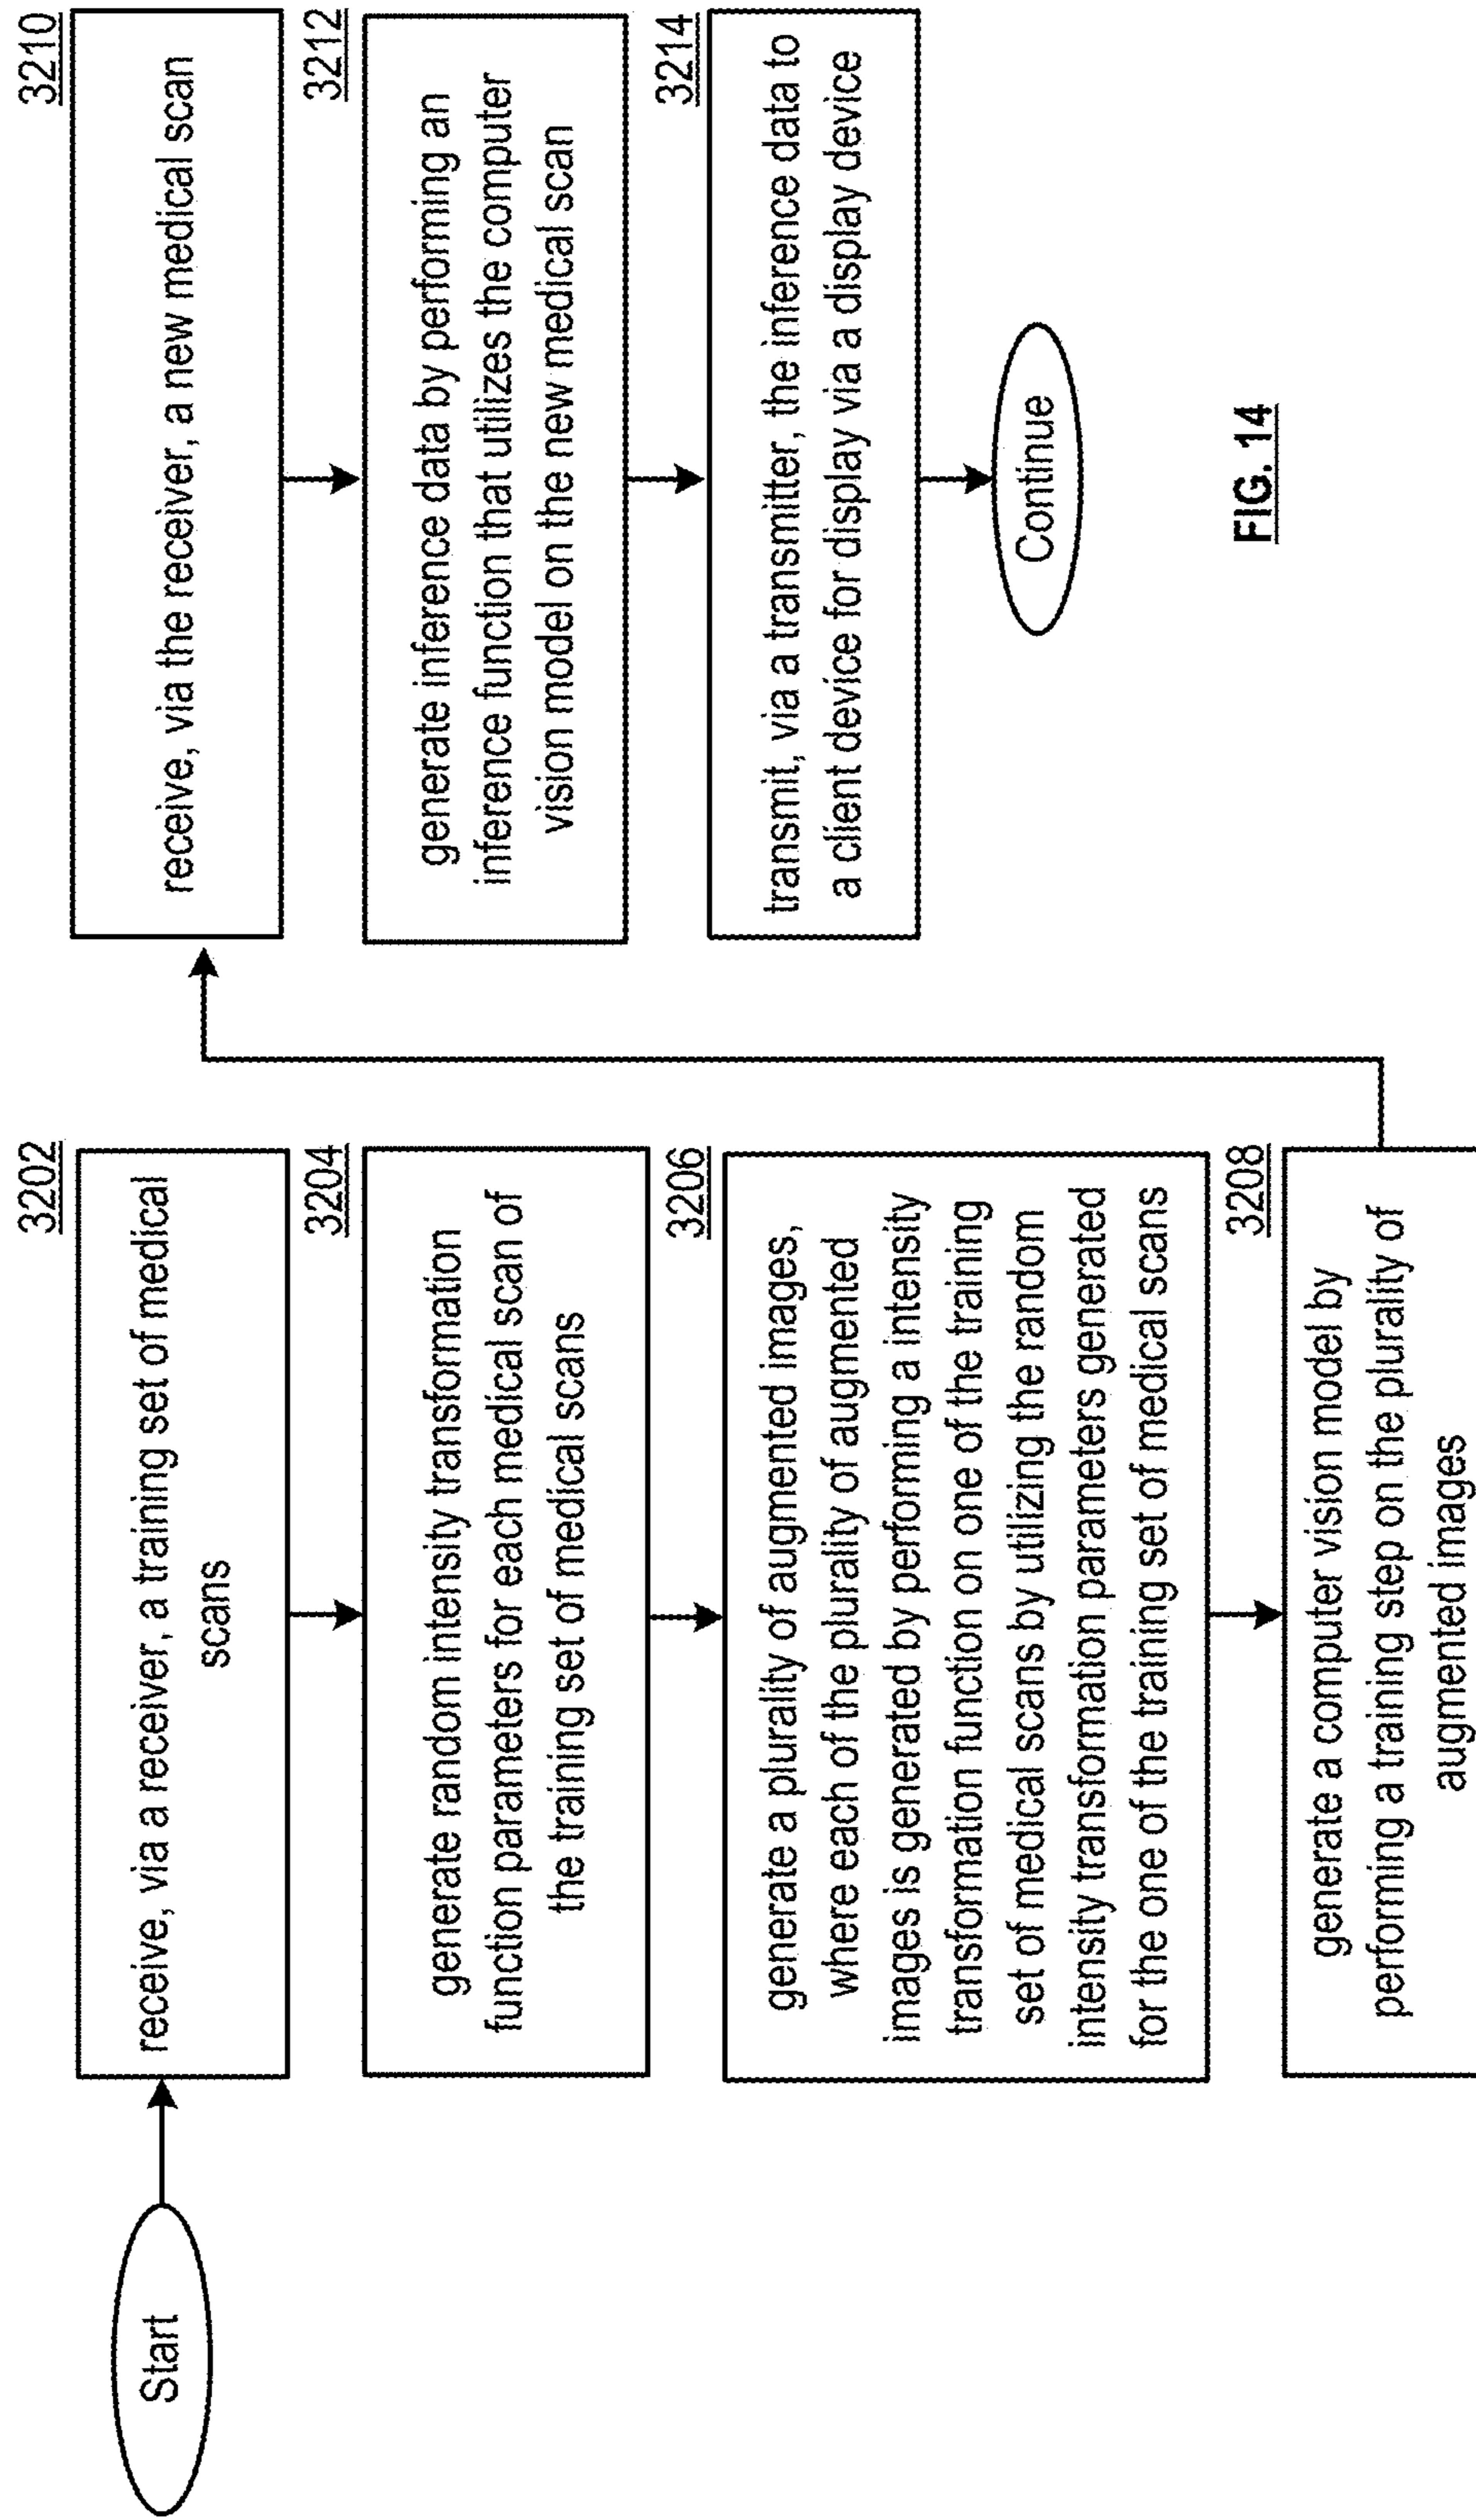 Start
3202
receive, via a receiver, a training set of medical
scans
3204
generate random intensity transformation
function parameters for each medical scan of
the training set of medical scans
3206
generate a plurality of augmented images,
where each of the plurality of augmented
images is generated by performing a intensity
transformation function on one of the training
set of medical scans by utilizing the random
intensity transformation parameters generated
for the one of the training set of medical scans
3208
generate a computer vision model by
performing a training step on the plurality of
augmented images
3210
receive, via the receiver, a new medical scan
3212
generate inference data by performing an
inference function that utilizes the computer
vision model on the new medical scan
3214
transmit, via a transmitter, the inference data to
a client device for display via a display device
Continue
FIG. 14